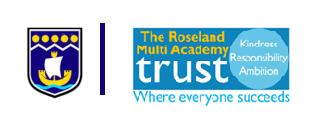 The Roseland
Multi Academy
trust
Kindness
Responsibility
Ambition
Where everyone succeeds